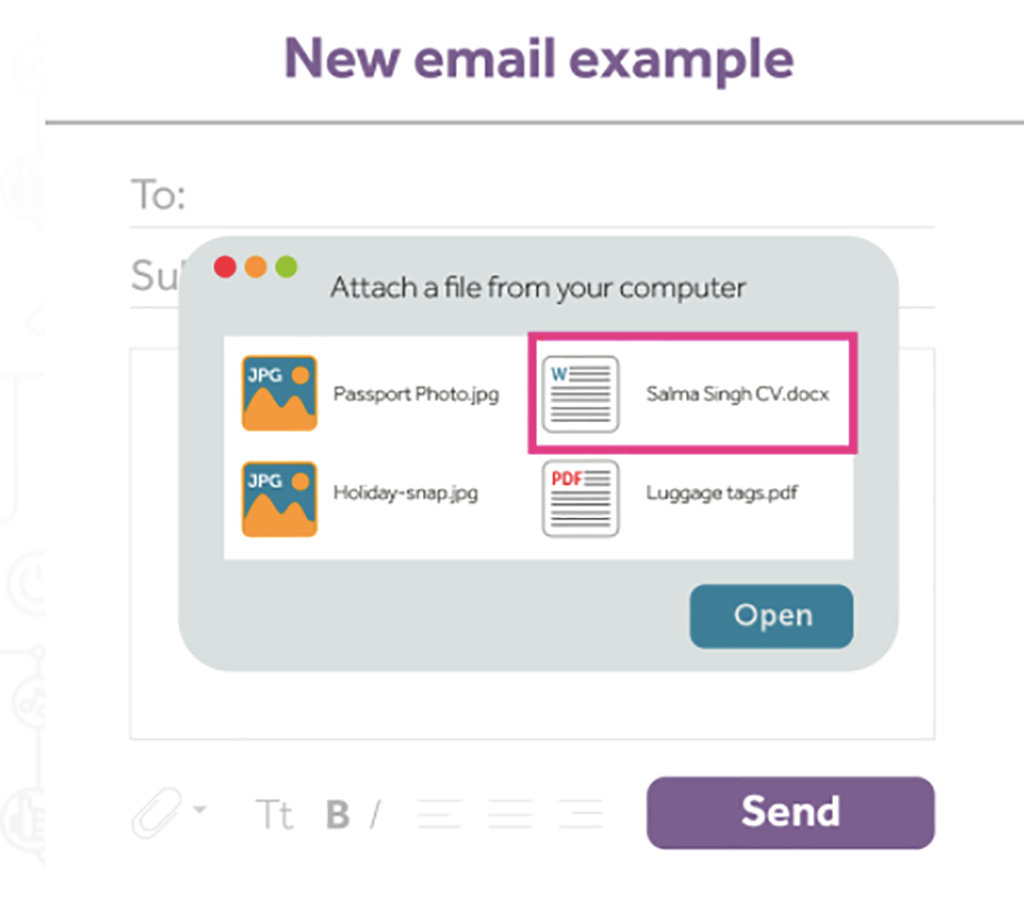 New email example
To:
Su
Attach a file from your computer
JPG
Passport Photo.jpg
W
Salma Singh CV.docx
JPG
Holiday-snap.jpg
PDF
Luggage tags.pdf
Open
Tt B I
Send